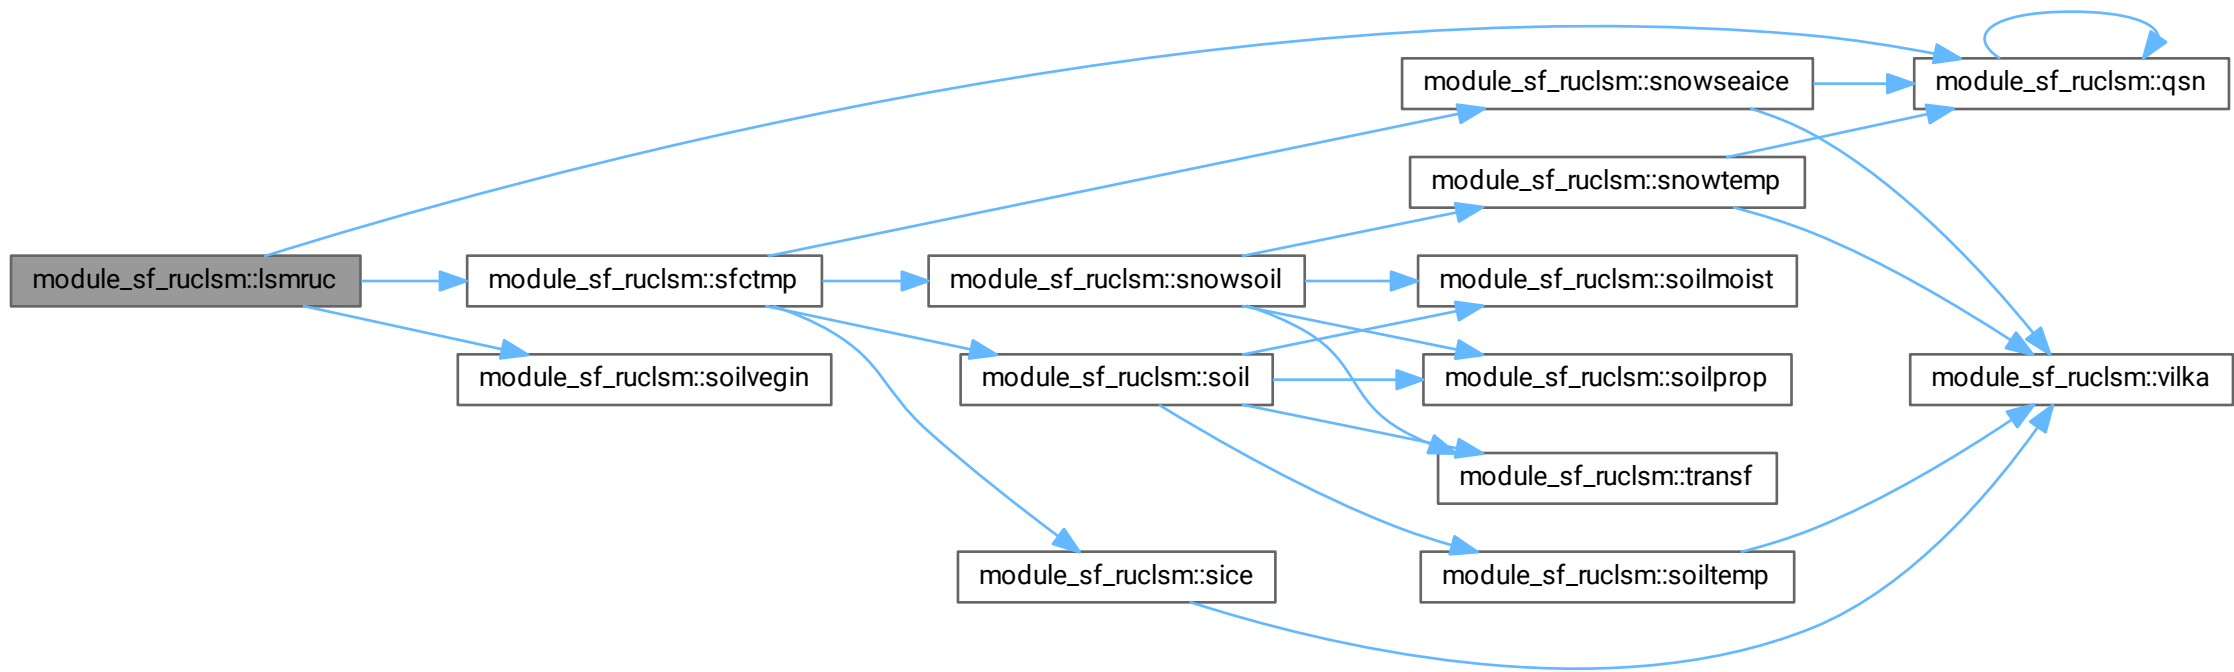 module_sf_ruclsm::snowseaice
module_sf_ruclsm::qsn
module_sf_ruclsm::snowtemp
module_sf_ruclsm::lsmruc
module_sf_ruclsm::sfctmp
module_sf_ruclsm::snowsoil
module_sf_ruclsm::soilmoist
module_sf_ruclsm::soilvegin
module_sf_ruclsm::soil
module_sf_ruclsm::soilprop
module_sf_ruclsm::vilka
module_sf_ruclsm::transf
module_sf_ruclsm::sice
module_sf_ruclsm::soiltemp